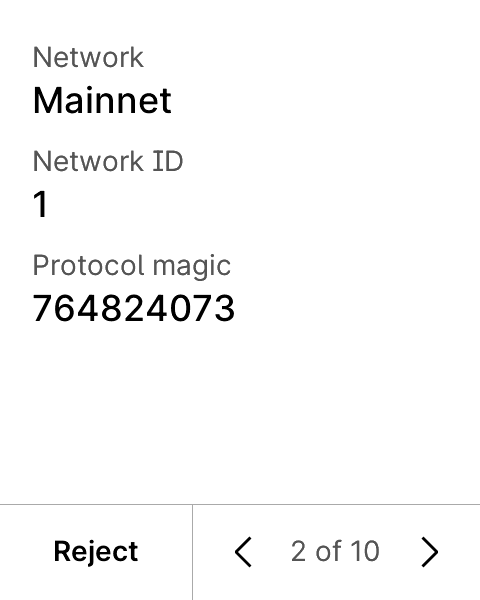 Network
Mainnet
Network ID
1
Protocol magic
764824073
Reject
2 of 10